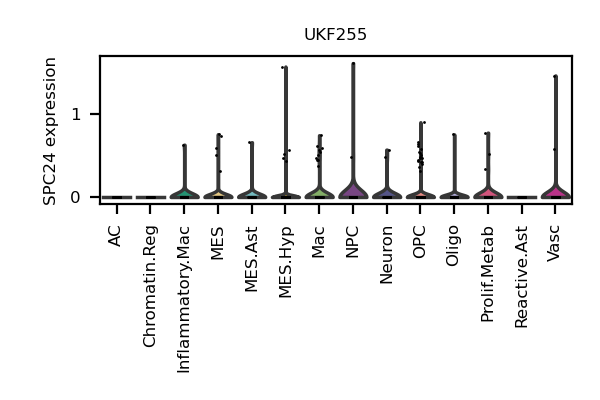 UKF255
SPC24 expression
1
0
AC
Chromatin.Reg
Inflammatory.Mac
MES
MES.Ast
MES.Hyp
Mac
NPC
Neuron
OPC
Oligo
Prolif.Metab
Reactive.Ast
Vasc